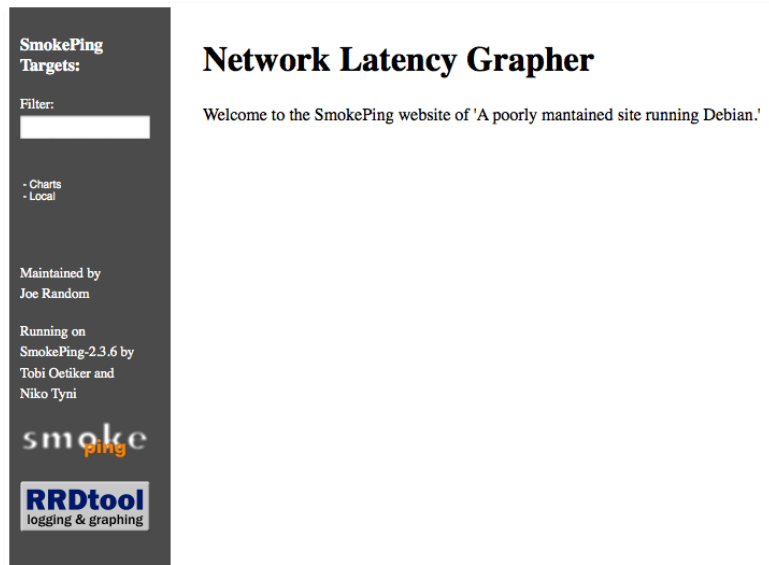 SmokePing
Targets:
Filter:
- Charts
- Local
Maintained by
Joe Random
Running on
SmokePing-2.3.6 by
Tobi Oetiker and
Niko Tyni
smoke
ping
RRDtool
logging & graphing
Network Latency Grapher
Welcome to the SmokePing website of 'A poorly mantained site running Debian.'